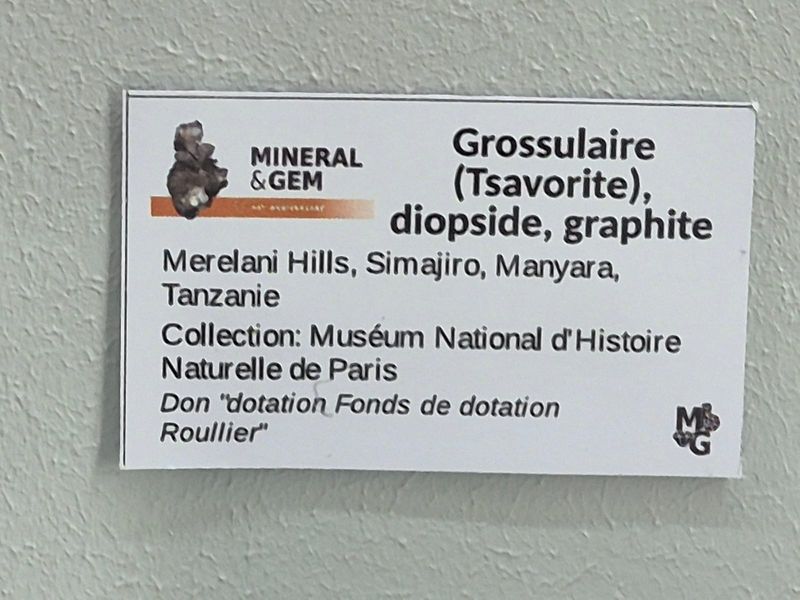 MINERAL
&GEM
Grossulaire
(Tsavorite),
diopside, graphite
Merelani Hills, Simajiro, Manyara,
Tanzanie
Collection: Muséum National d'Histoire
Naturelle de Paris
Don "dotation Fonds de dotation
Roullier"
M
G